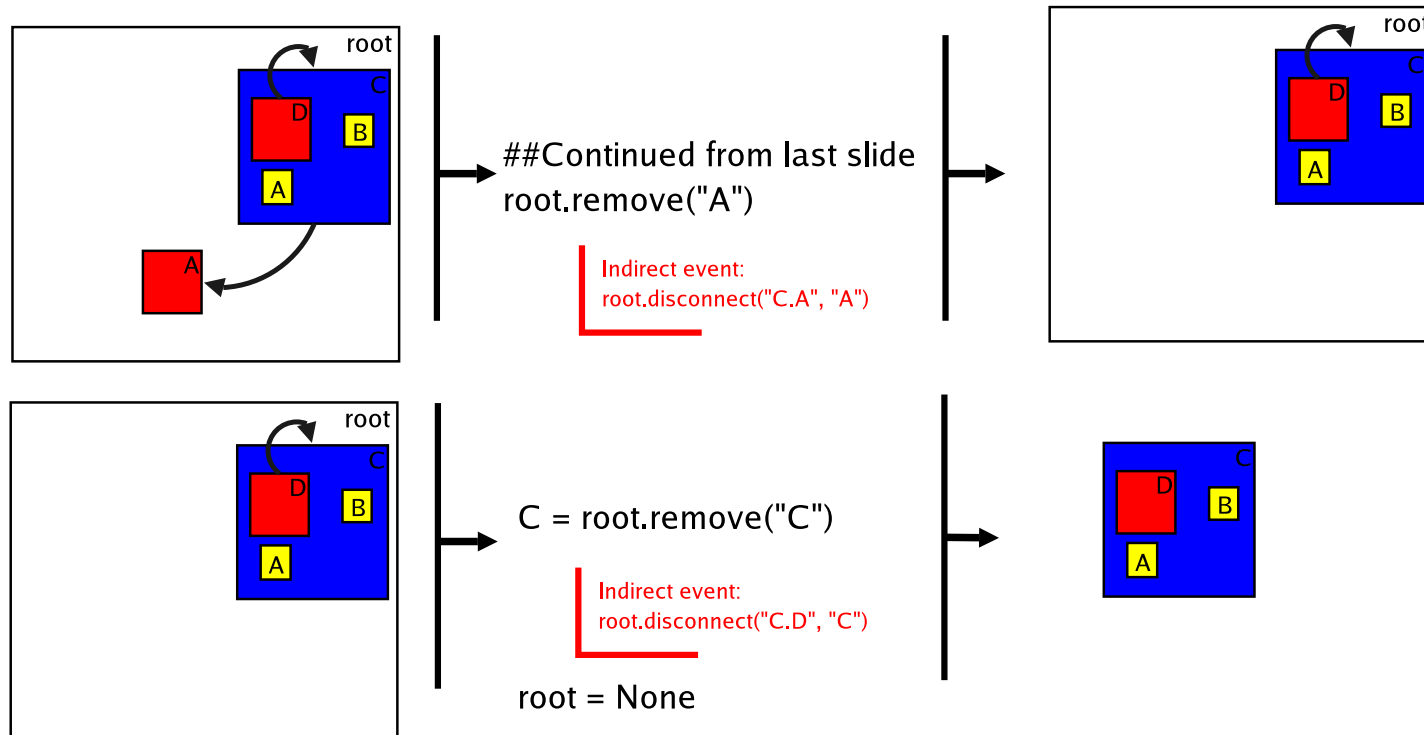 root
C
D
B
A
A
##Continued from last slide
root.remove("A")
Indirect event:
root.disconnect("C.A", "A")
root
C
D
B
A
root
C
D
B
A
C = root.remove("C")
Indirect event:
root.disconnect("C.D", "C")
root = None
C
D
B
A